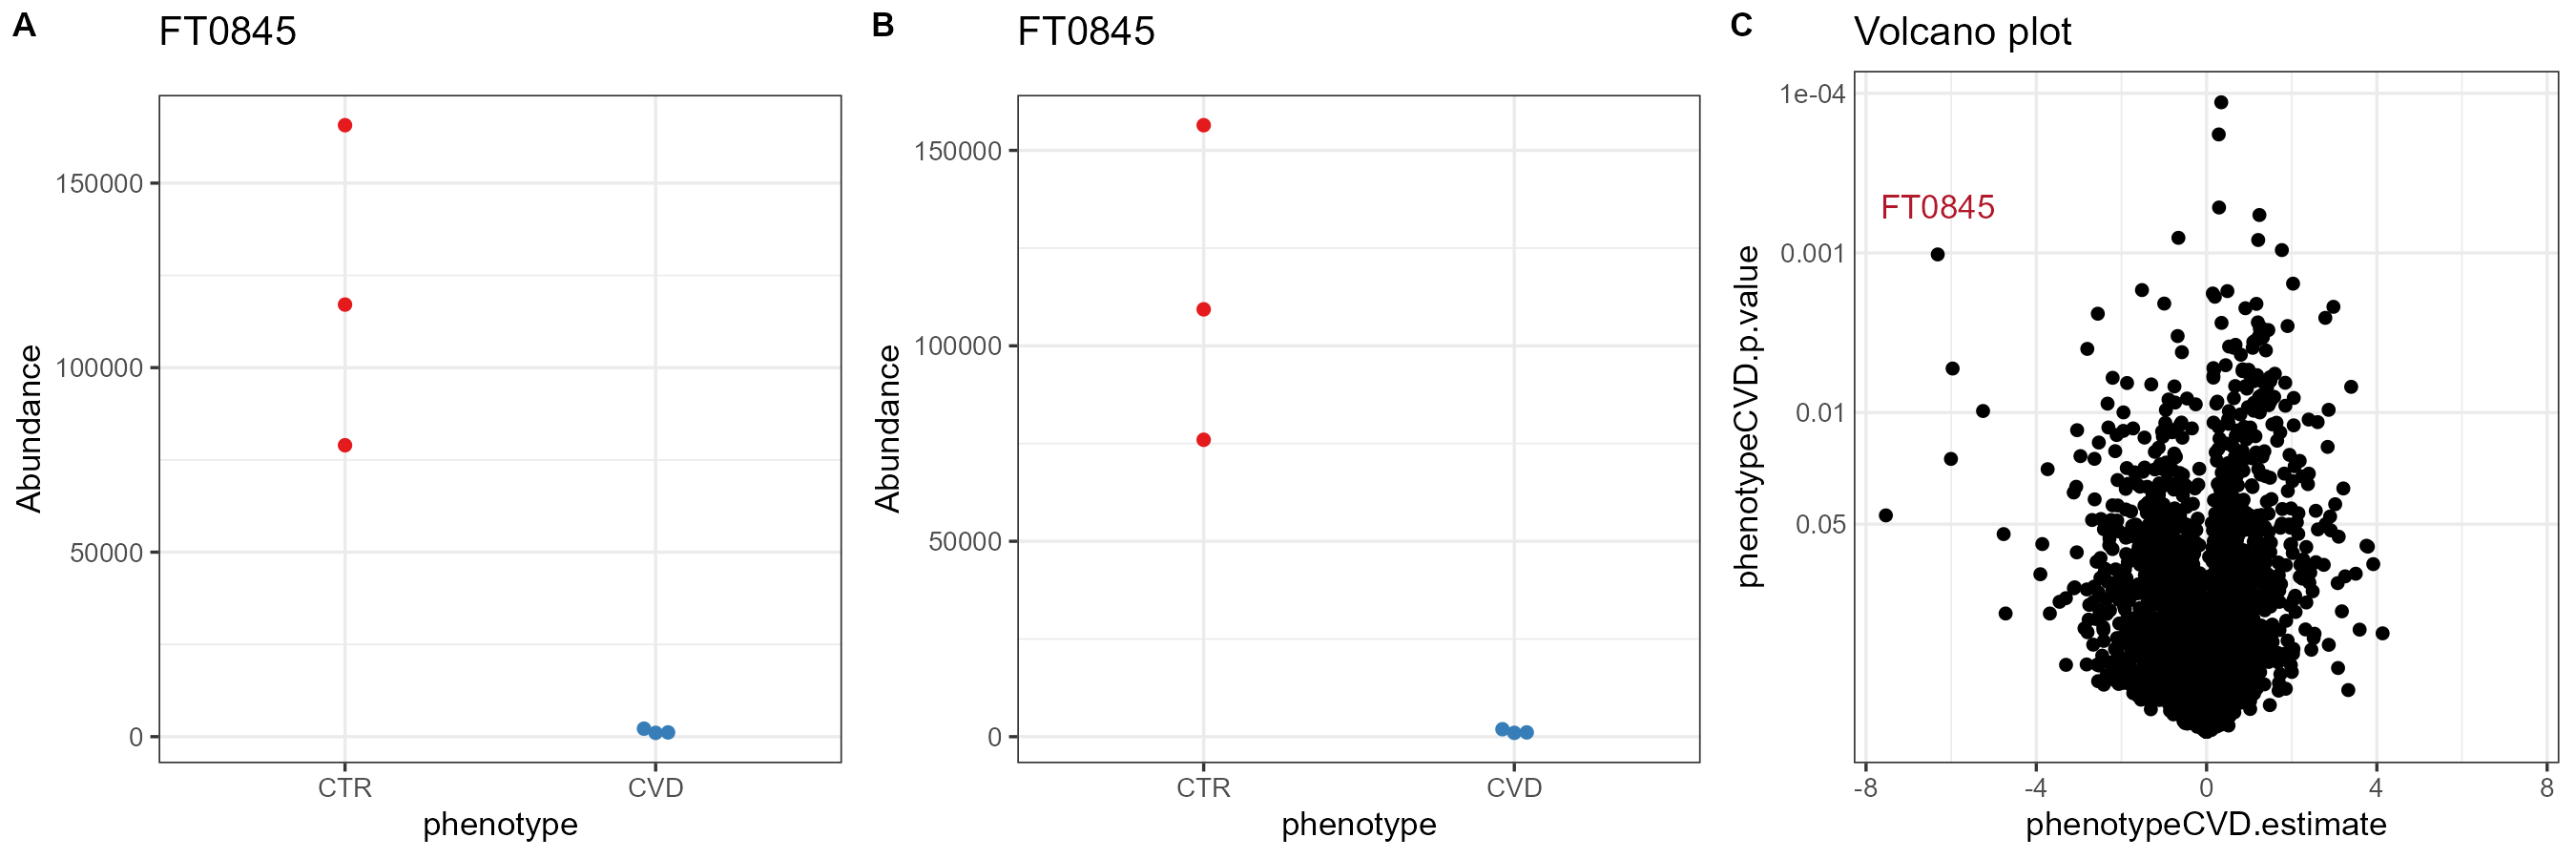 A
FT0845
Abundance
150000
100000
50000
0
CTR
CVD
phenotype
B
FT0845
Abundance
150000
100000
50000
0
CTR
CVD
phenotype
C
Volcano plot
phenotypeCVD.p.value
1e-04
0.001
0.01
0.05
FT0845
-8
-4
0
4
8
phenotypeCVD.estimate